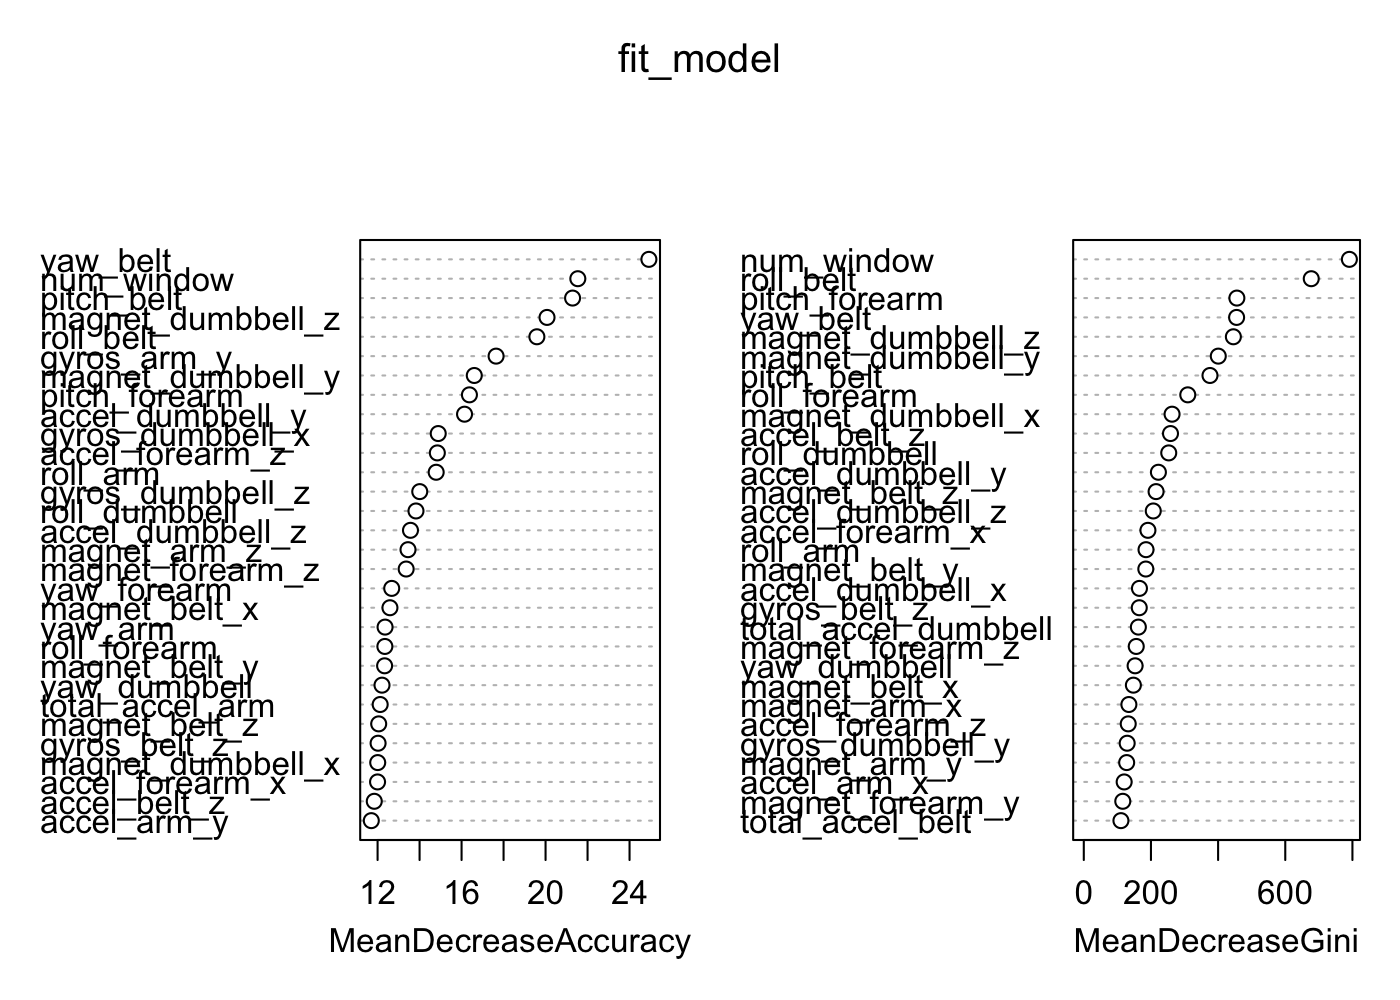 fit_model
yaw_belt
num_window
pitch_belt
magnet_dumbbell_z
roll_belt
gyros_arm_y
magnet_dumbbell_y
pitch_forearm
accel_dumbbell_y
gyros_dumbbell_x
accel_forearm_z
roll_arm
gyros_dumbbell_z
roll_dumbbell
accel_dumbbell_z
magnet_arm_z
magnet_forearm_z
yaw_forearm
magnet_belt_x
yaw_arm
roll_forearm
magnet_belt_y
yaw_dumbbell
total_accel_arm
magnet_belt_z
gyros_belt_z
magnet_dumbbell_x
accel_forearm_x
accel_belt_z
accel_arm_y
12 16 20 24
MeanDecreaseAccuracy
num_window
roll_belt
pitch_forearm
yaw_belt
magnet_dumbbell_z
magnet_dumbbell_y
pitch_belt
roll_forearm
magnet_dumbbell_x
accel_belt_z
roll_dumbbell
accel_dumbbell_y
magnet_belt_z
accel_dumbbell_z
accel_forearm_x
roll_arm
magnet_belt_y
accel_dumbbell_x
gyros_belt_z
total_accel_dumbbell
magnet_forearm_z
yaw_dumbbell
magnet_belt_x
magnet_arm_x
accel_forearm_z
gyros_dumbbell_y
magnet_arm_y
accel_arm_x
magnet_forearm_y
total_accel_belt
0 200 600
MeanDecreaseGini